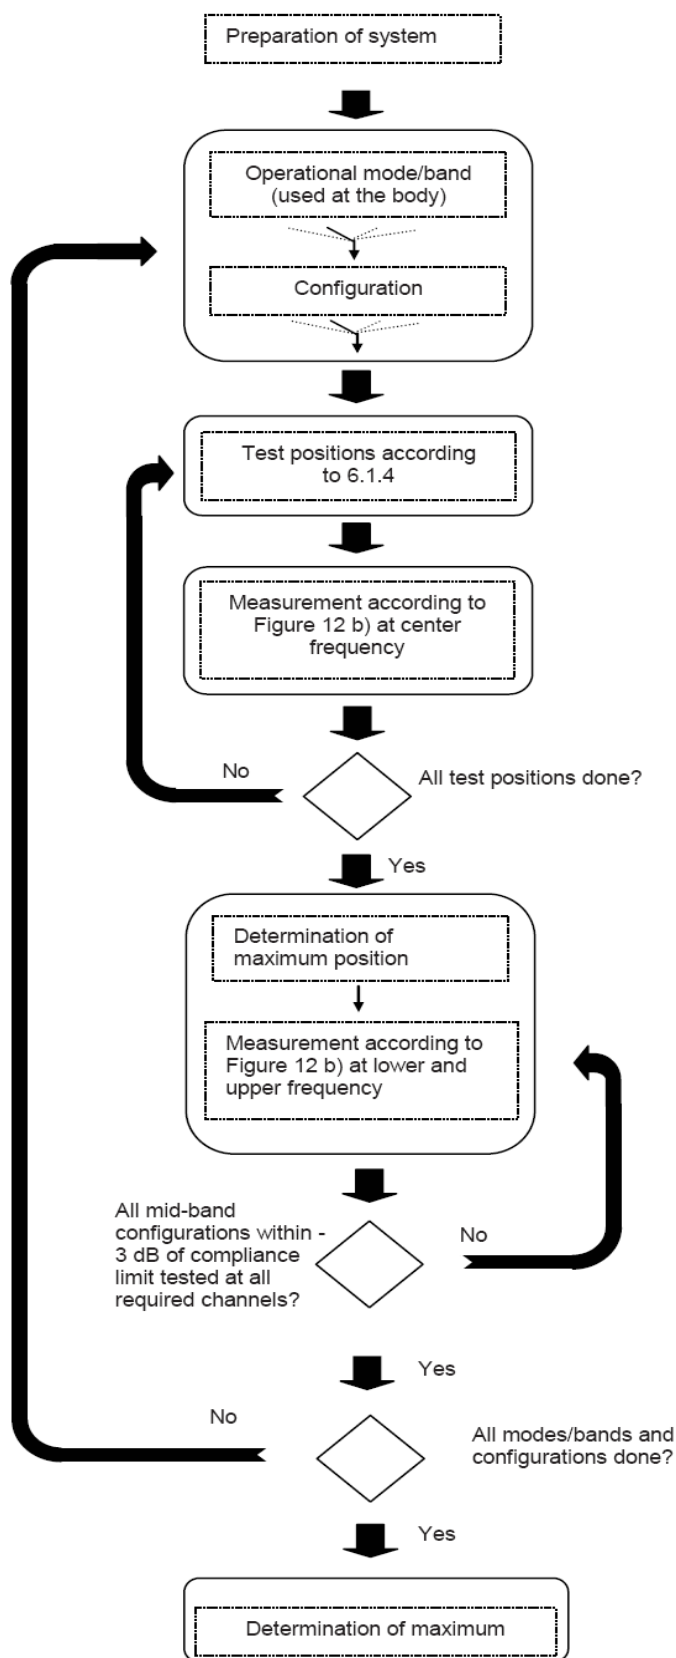 Preparation of system
Operational mode/band
(used at the body)
Configuration
Test positions according
to 6.1.4
Measurement according to
Figure 12 b) at center
frequency
No
All test positions done?
Yes
Determination of
maximum position
Measurement according to
Figure 12 b) at lower and
upper frequency
All mid-band
configurations within -
3 dB of compliance
limit tested at all
required channels?
No
Yes
No
All modes/bands and
configurations done?
Yes
Determination of maximum